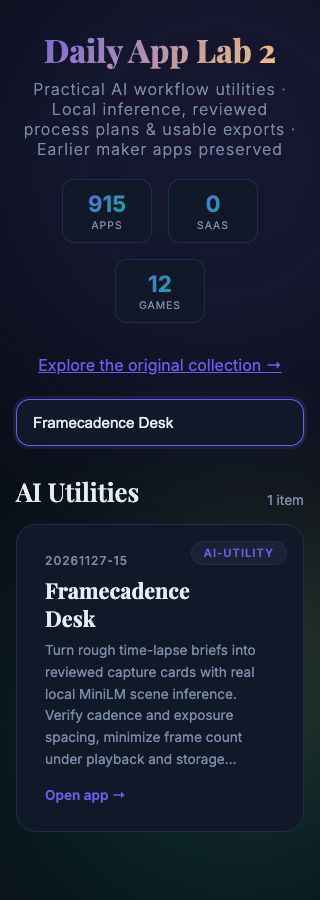 Daily App Lab 2
Practical AI workflow utilities ·
Local inference, reviewed
process plans & usable exports ·
Earlier maker apps preserved
915
APPS
0
SAAS
12
GAMES
Explore the original collection →
Framecadence Desk
AI Utilities
1 item
20261127-15
AI-UTILITY
Framecadence
Desk
Turn rough time-lapse briefs into
reviewed capture cards with real
local MiniLM scene inference.
Verify cadence and exposure
spacing, minimize frame count
under playback and storage...
Open app →